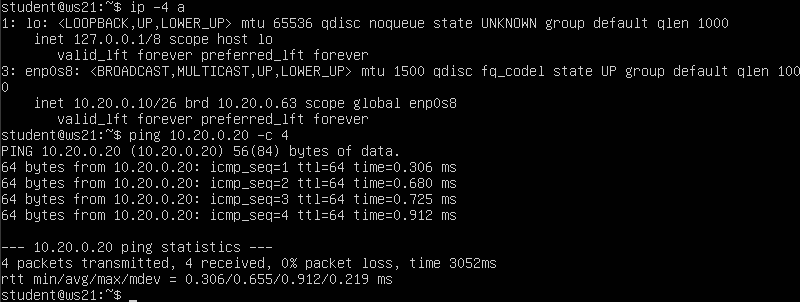 student@ws21:~$ ip -4 a
1: lo: <LOOPBACK,UP,LOWER_UP> mtu 65536 qdisc noqueue state UNKNOWN group default qlen 1000
    inet 127.0.0.1/8 scope host lo
       valid_lft forever preferred_lft forever
3: enp0s8: <BROADCAST,MULTICAST,UP,LOWER_UP> mtu 1500 qdisc fq_codel state UP group default qlen 100
0
    inet 10.20.0.10/26 brd 10.20.0.63 scope global enp0s8
       valid_lft forever preferred_lft forever
student@ws21:~$ ping 10.20.0.20 -c 4
PING 10.20.0.20 (10.20.0.20) 56(84) bytes of data.
64 bytes from 10.20.0.20: icmp_seq=1 ttl=64 time=0.306 ms
64 bytes from 10.20.0.20: icmp_seq=2 ttl=64 time=0.680 ms
64 bytes from 10.20.0.20: icmp_seq=3 ttl=64 time=0.725 ms
64 bytes from 10.20.0.20: icmp_seq=4 ttl=64 time=0.912 ms

--- 10.20.0.20 ping statistics ---
4 packets transmitted, 4 received, 0% packet loss, time 3052ms
rtt min/avg/max/mdev = 0.306/0.655/0.912/0.219 ms
student@ws21:~$ _